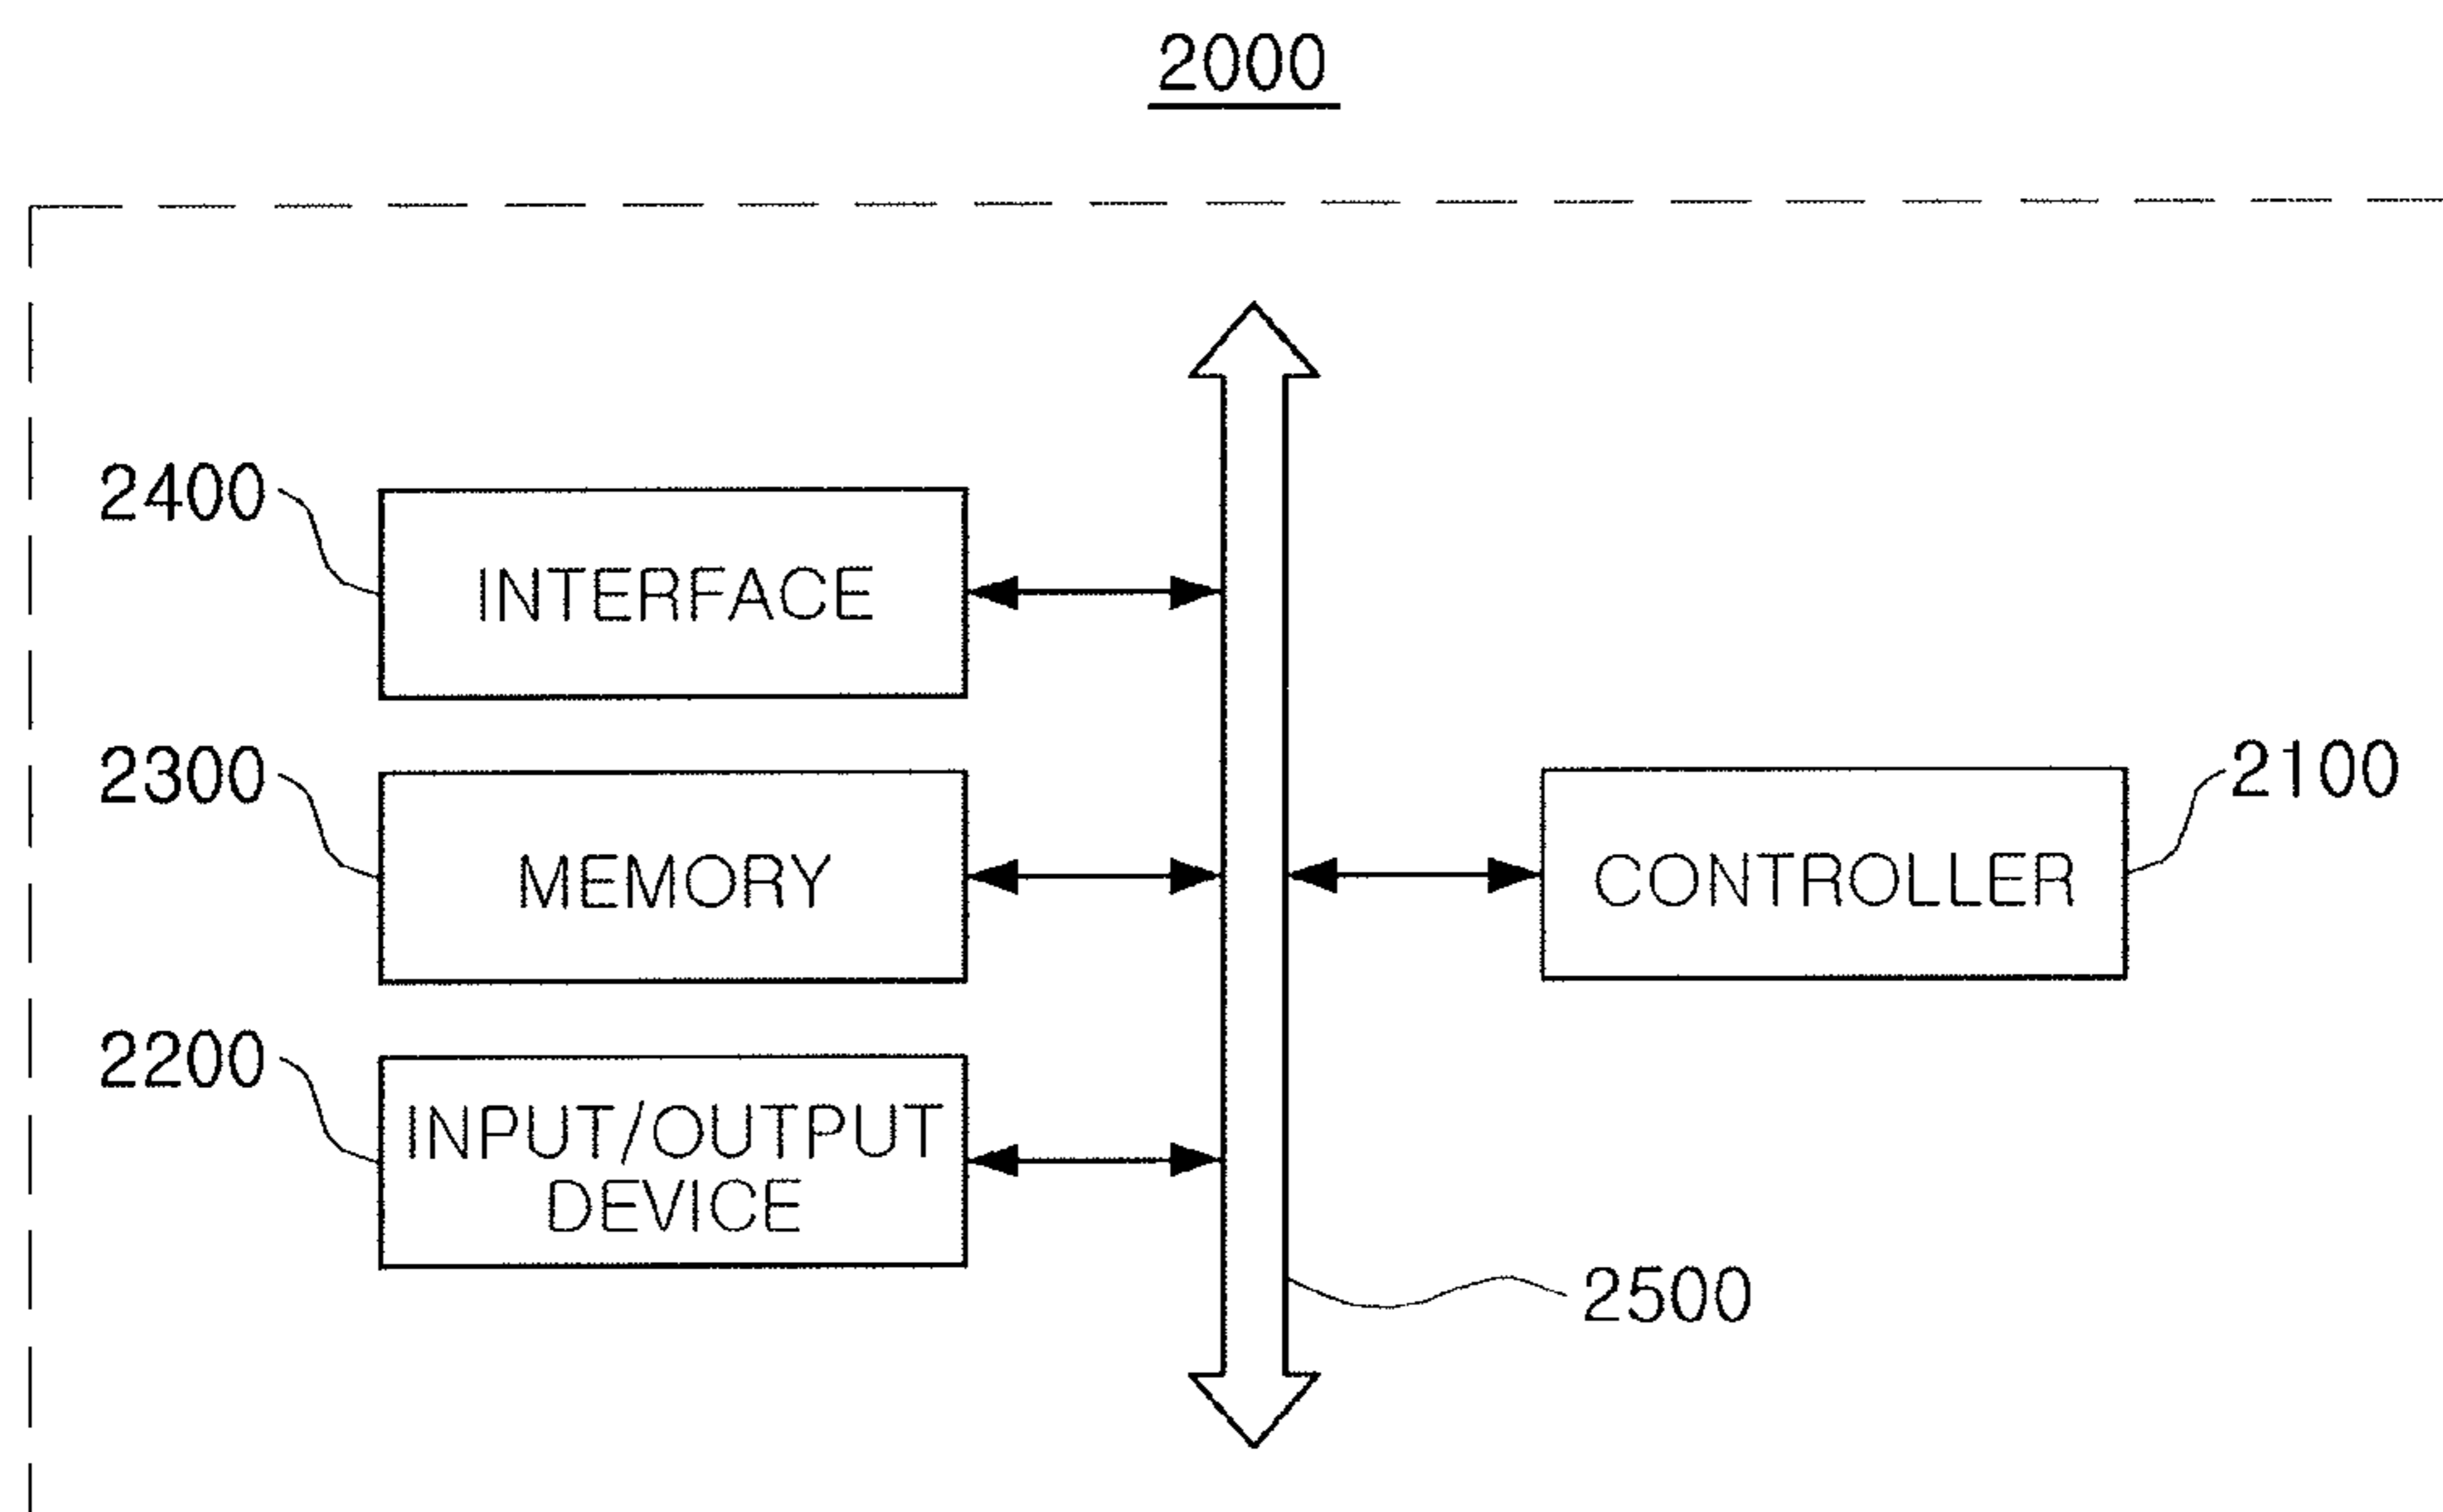 2000
2400
INTERFACE
2300
MEMORY
2100
CONTROLLER
2200
INPUT/OUTPUT
DEVICE
2500